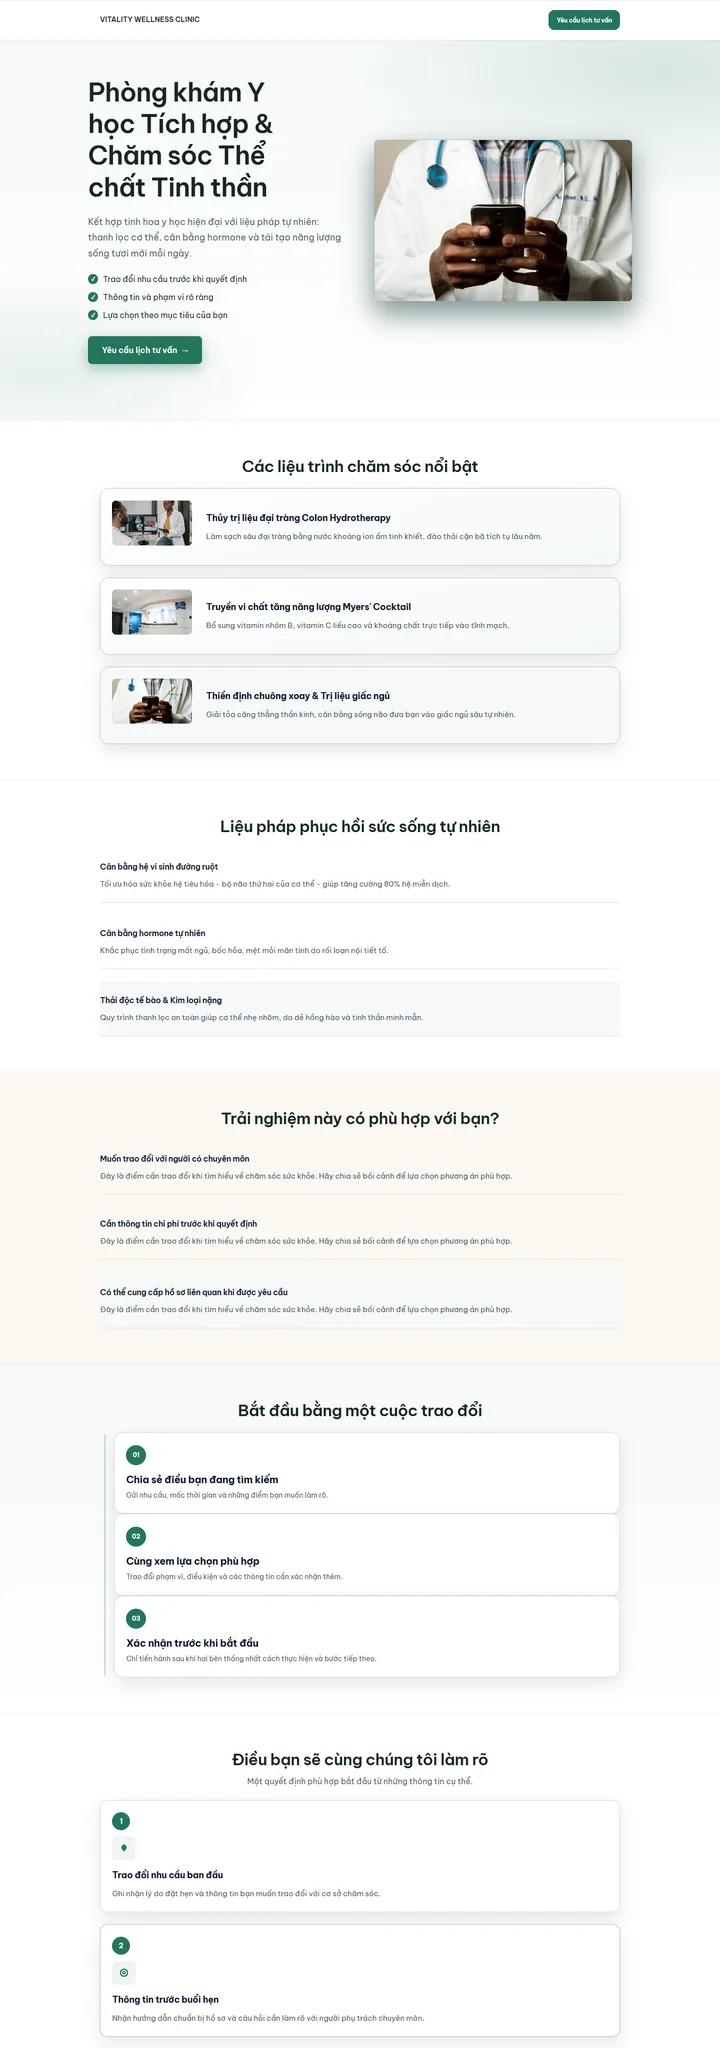 VITALITY WELLNESS CLINIC
Yêu cầu lịch tư vấn
Phòng khám Y
học Tích hợp &
Chăm sóc Thể
chất Tinh thần
Kết hợp tinh hoa y học hiện đại với liệu pháp tự nhiên:
thanh lọc cơ thể, cân bằng hormone và tái tạo năng lượng
sống tươi mới mỗi ngày.
Trao đổi nhu cầu trước khi quyết định
Thông tin và phạm vi rõ ràng
Lựa chọn theo mục tiêu của bạn
Yêu cầu lịch tư vấn →
Các liệu trình chăm sóc nổi bật
Thủy trị liệu đại tràng Colon Hydrotherapy
Làm sạch sâu đại tràng bằng nước khoáng ion ấm tinh khiết, đào thải cặn bã tích tụ lâu năm.
Truyền vi chất tăng năng lượng Myers' Cocktail
Bổ sung vitamin nhóm B, vitamin C liều cao và khoáng chất trực tiếp vào tĩnh mạch.
Thiền định chuông xoay & Trị liệu giấc ngủ
Giải tỏa căng thẳng thần kinh, cân bằng sóng não đưa bạn vào giấc ngủ sâu tự nhiên.
Liệu pháp phục hồi sức sống tự nhiên
Cân bằng hệ vi sinh đường ruột
Tối ưu hóa sức khỏe hệ tiêu hóa - bộ não thứ hai của cơ thể - giúp tăng cường 80% hệ miễn dịch.
Cân bằng hormone tự nhiên
Khắc phục tình trạng mất ngủ, bốc hỏa, mệt mỏi mãn tính do rối loạn nội tiết tố.
Thải độc tế bào & Kim loại nặng
Quy trình thanh lọc an toàn giúp cơ thể nhẹ nhõm, da dẻ hồng hào và tinh thần minh mẫn.
Trải nghiệm này có phù hợp với bạn?
Muốn trao đổi với người có chuyên môn
Đây là điểm cần trao đổi khi tìm hiểu về chăm sóc sức khỏe. Hãy chia sẻ bối cảnh để lựa chọn phương án phù hợp.
Cần thông tin chi phí trước khi quyết định
Đây là điểm cần trao đổi khi tìm hiểu về chăm sóc sức khỏe. Hãy chia sẻ bối cảnh để lựa chọn phương án phù hợp.
Có thể cung cấp hồ sơ liên quan khi được yêu cầu
Đây là điểm cần trao đổi khi tìm hiểu về chăm sóc sức khỏe. Hãy chia sẻ bối cảnh để lựa chọn phương án phù hợp.
Bắt đầu bằng một cuộc trao đổi
01
Chia sẻ điều bạn đang tìm kiếm
Gửi nhu cầu, mốc thời gian và những điểm bạn muốn làm rõ.
02
Cùng xem lựa chọn phù hợp
Trao đổi phạm vi, điều kiện và các thông tin cần xác nhận thêm.
03
Xác nhận trước khi bắt đầu
Chỉ tiến hành sau khi hai bên thống nhất cách thực hiện và bước tiếp theo.
Điều bạn sẽ cùng chúng tôi làm rõ
Một quyết định phù hợp bắt đầu từ những thông tin cụ thể.
1
Trao đổi nhu cầu ban đầu
Ghi nhận lý do đặt hẹn và thông tin bạn muốn trao đổi với cơ sở chăm sóc.
2
Thông tin trước buổi hẹn
Nhận hướng dẫn chuẩn bị hồ sơ và câu hỏi cần làm rõ với người phụ trách chuyên môn.